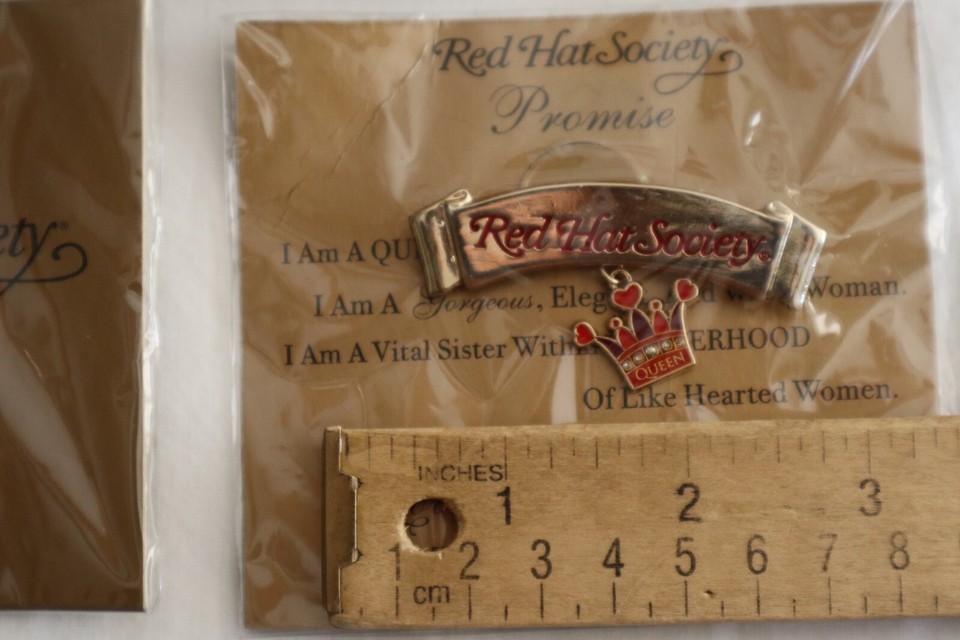 ety®
Red Hat Society®
Promise
Red Hat Society®
I Am A QU
I Am A Gorgeous, Eleg Woman.
I Am A Vital Sister Within ERHOOD
QUEEN
Of Like Hearted Women.
INCHES
1 2 3
1 2 3 4 5 6 7 8
cm